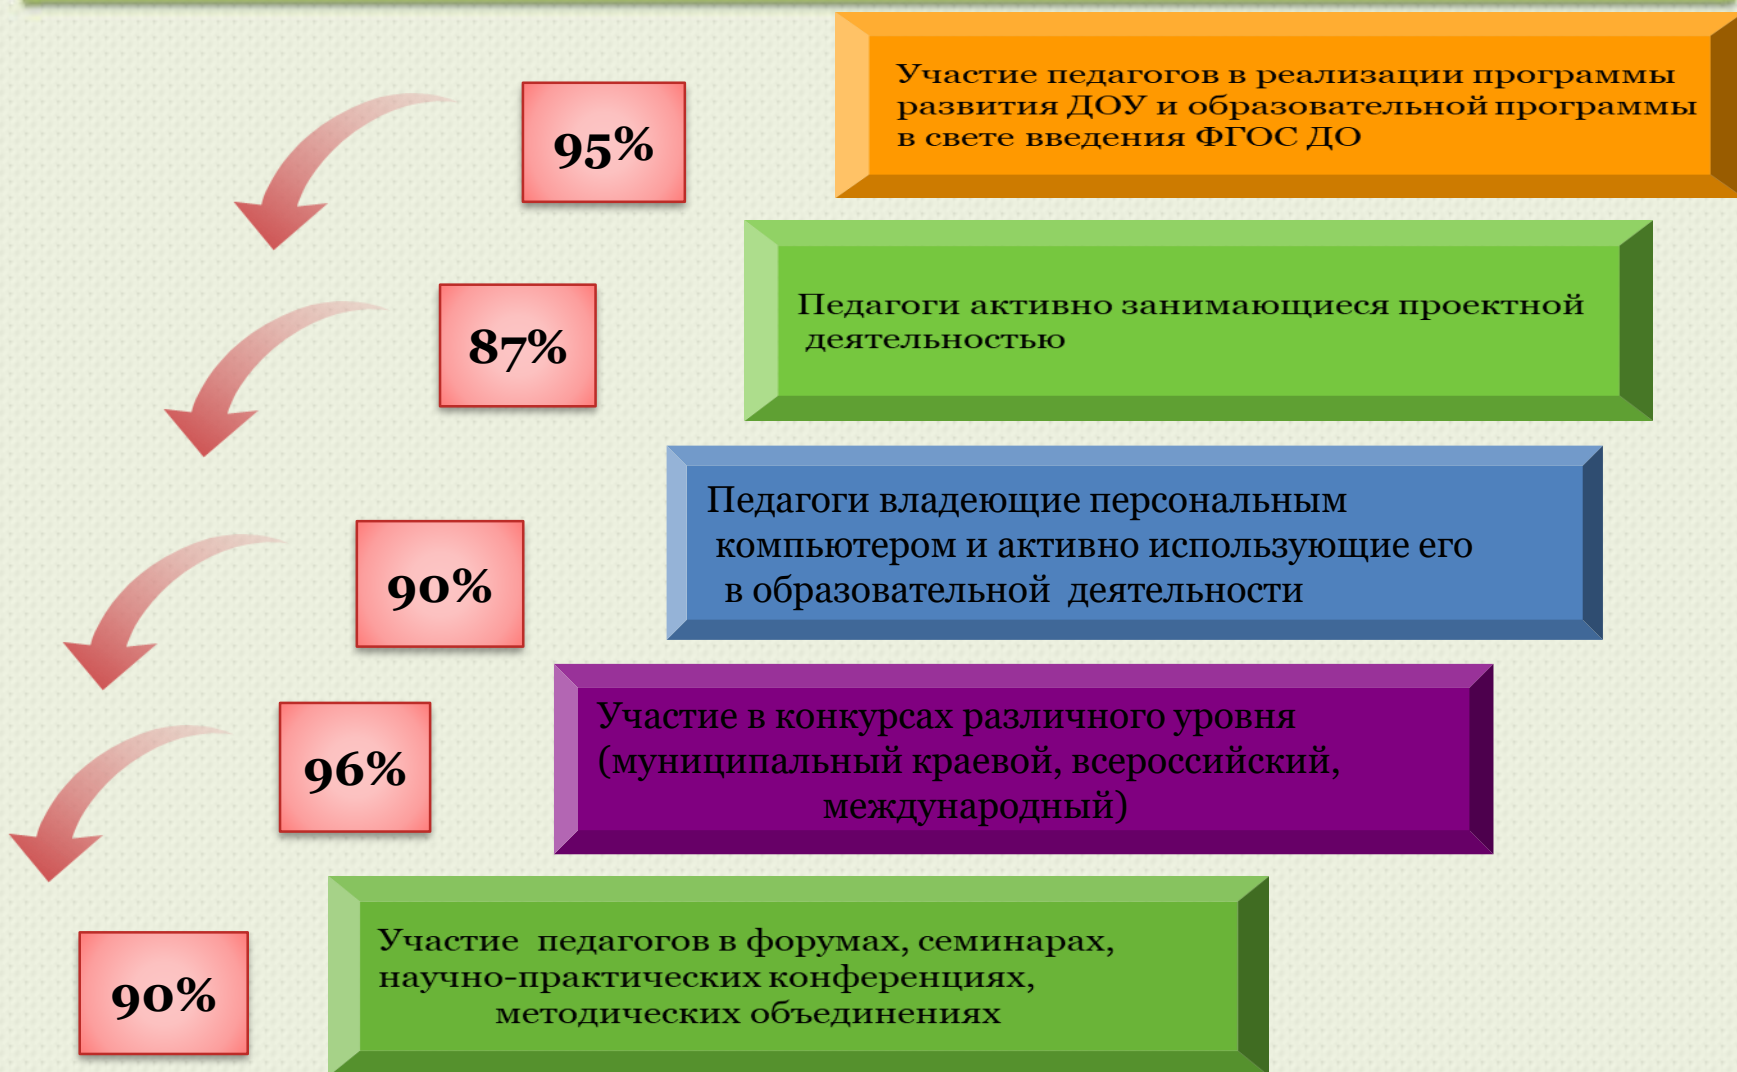 95%
Участие педагогов в реализации программы
развития ДОУ и образовательной программы
в свете введения ФГОС ДО
87%
Педагоги активно занимающиеся проектной
деятельностью
90%
Педагоги владеющие персональным
компьютером и активно использующие его
в образовательной деятельности
96%
Участие в конкурсах различного уровня
(муниципальный краевой, всероссийский,
международный)
90%
Участие педагогов в форумах, семинарах,
научно-практических конференциях,
методических объединениях